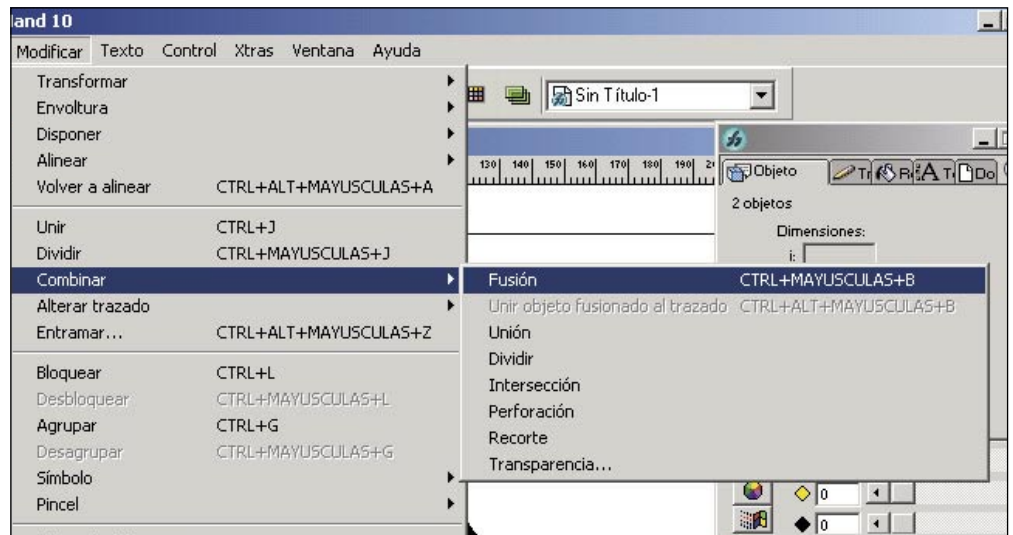 land 10
Modificar Texto Control Xtras Ventana Ayuda
Transformar
Envoltura
Disponer
Alinear
Volver a alinear CTRL+ALT+MAYUSCULAS+A
Unir CTRL+J
Dividir CTRL+MAYUSCULAS+J
Combinar
Alterar trazado
Entramar... CTRL+ALT+MAYUSCULAS+Z
Bloquear CTRL+L
Desbloquear CTRL+MAYUSCULAS+L
Agrupar CTRL+G
Desagrupar CTRL+MAYUSCULAS+G
Símbolo
Pincel
Sin Título-1
130 140 150 160 170 180 190
Objeto Tr R T Do
2 objetos
Dimensiones:
i:
Fusión CTRL+MAYUSCULAS+B
Unir objeto fusionado al trazado CTRL+ALT+MAYUSCULAS+B
Unión
Dividir
Intersección
Perforación
Recorte
Transparencia...
0
0